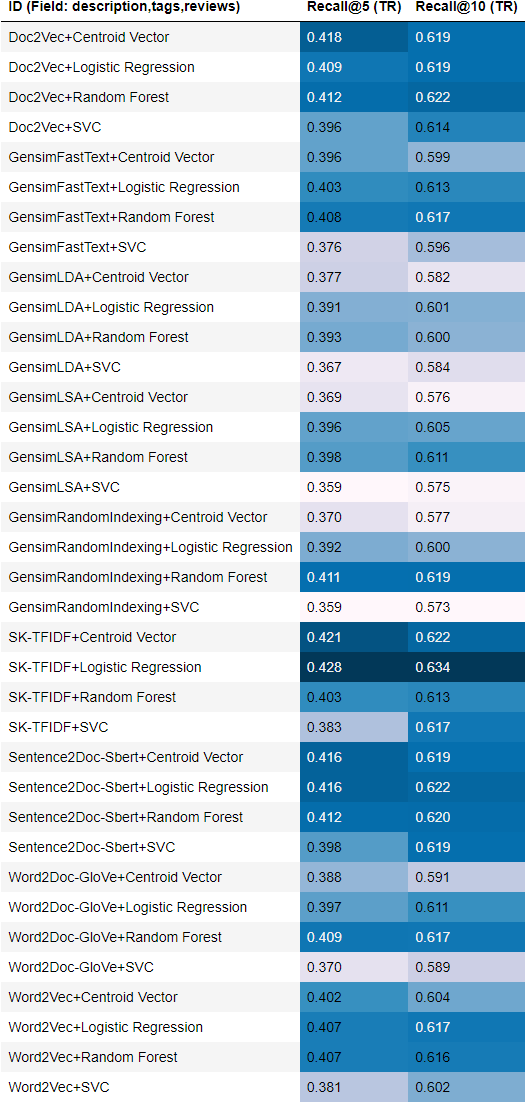 ID (Field: description,tags,reviews) Recall@5 (TR) Recall@10 (TR)
Doc2Vec+Centroid Vector 0.418 0.619
Doc2Vec+Logistic Regression 0.409 0.619
Doc2Vec+Random Forest 0.412 0.622
Doc2Vec+SVC 0.396 0.614
GensimFastText+Centroid Vector 0.396 0.599
GensimFastText+Logistic Regression 0.403 0.613
GensimFastText+Random Forest 0.408 0.617
GensimFastText+SVC 0.376 0.596
GensimLDA+Centroid Vector 0.377 0.582
GensimLDA+Logistic Regression 0.391 0.601
GensimLDA+Random Forest 0.393 0.600
GensimLDA+SVC 0.367 0.584
GensimLSA+Centroid Vector 0.369 0.576
GensimLSA+Logistic Regression 0.396 0.605
GensimLSA+Random Forest 0.398 0.611
GensimLSA+SVC 0.359 0.575
GensimRandomIndexing+Centroid Vector 0.370 0.577
GensimRandomIndexing+Logistic Regression 0.392 0.600
GensimRandomIndexing+Random Forest 0.411 0.619
GensimRandomIndexing+SVC 0.359 0.573
SK-TFIDF+Centroid Vector 0.421 0.622
SK-TFIDF+Logistic Regression 0.428 0.634
SK-TFIDF+Random Forest 0.403 0.613
SK-TFIDF+SVC 0.383 0.617
Sentence2Doc-Sbert+Centroid Vector 0.416 0.619
Sentence2Doc-Sbert+Logistic Regression 0.416 0.622
Sentence2Doc-Sbert+Random Forest 0.412 0.620
Sentence2Doc-Sbert+SVC 0.398 0.619
Word2Doc-GloVe+Centroid Vector 0.388 0.591
Word2Doc-GloVe+Logistic Regression 0.397 0.611
Word2Doc-GloVe+Random Forest 0.409 0.617
Word2Doc-GloVe+SVC 0.370 0.589
Word2Vec+Centroid Vector 0.402 0.604
Word2Vec+Logistic Regression 0.407 0.617
Word2Vec+Random Forest 0.407 0.616
Word2Vec+SVC 0.381 0.602